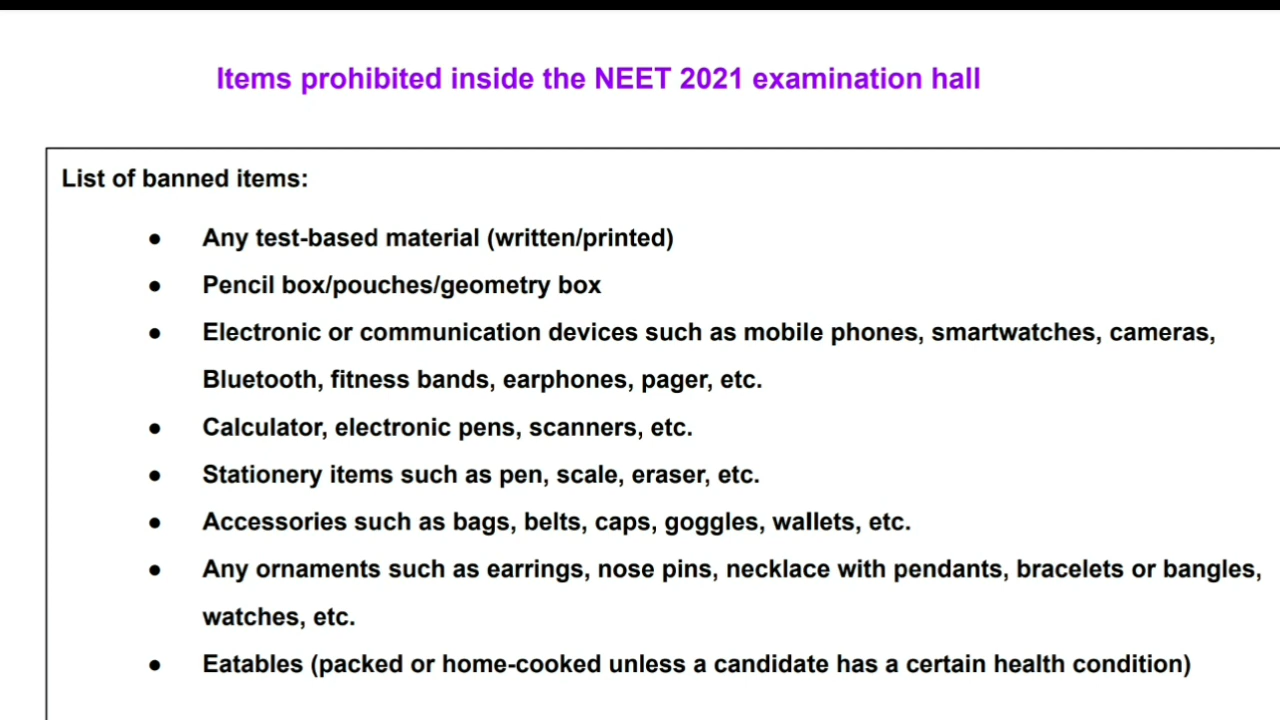 Items prohibited inside the NEET 2021 examination hall
List of banned items:
● Any test-based material (written/printed)
● Pencil box/pouches/geometry box
● Electronic or communication devices such as mobile phones, smartwatches, cameras,
Bluetooth, fitness bands, earphones, pager, etc.
● Calculator, electronic pens, scanners, etc.
● Stationery items such as pen, scale, eraser, etc.
● Accessories such as bags, belts, caps, goggles, wallets, etc.
● Any ornaments such as earrings, nose pins, necklace with pendants, bracelets or bangles,
watches, etc.
● Eatables (packed or home-cooked unless a candidate has a certain health condition)